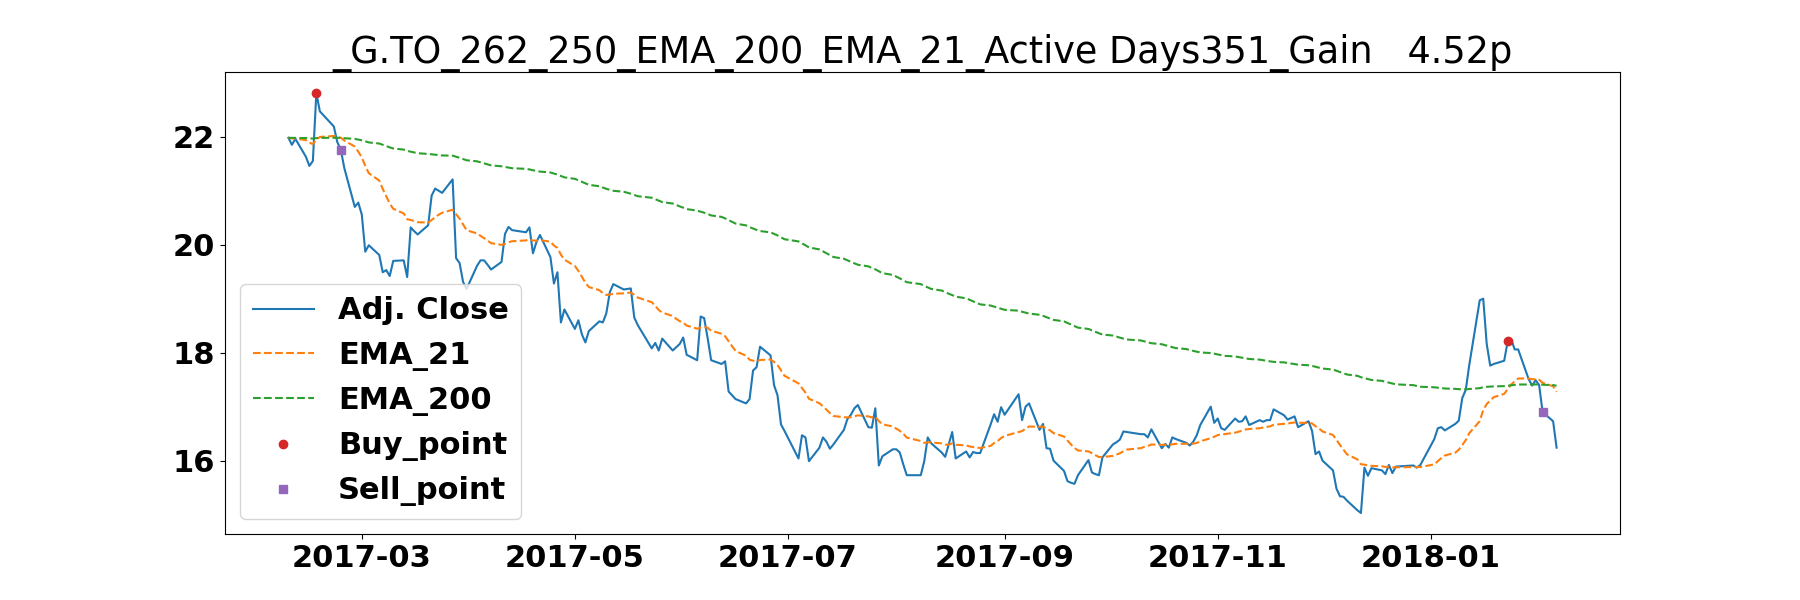 _G.TO_262_250_EMA_200_EMA_21_Active Days351_Gain   4.52p
22
20
18
16
Adj. Close
EMA_21
EMA_200
Buy_point
Sell_point
2017-03 2017-05 2017-07 2017-09 2017-11 2018-01